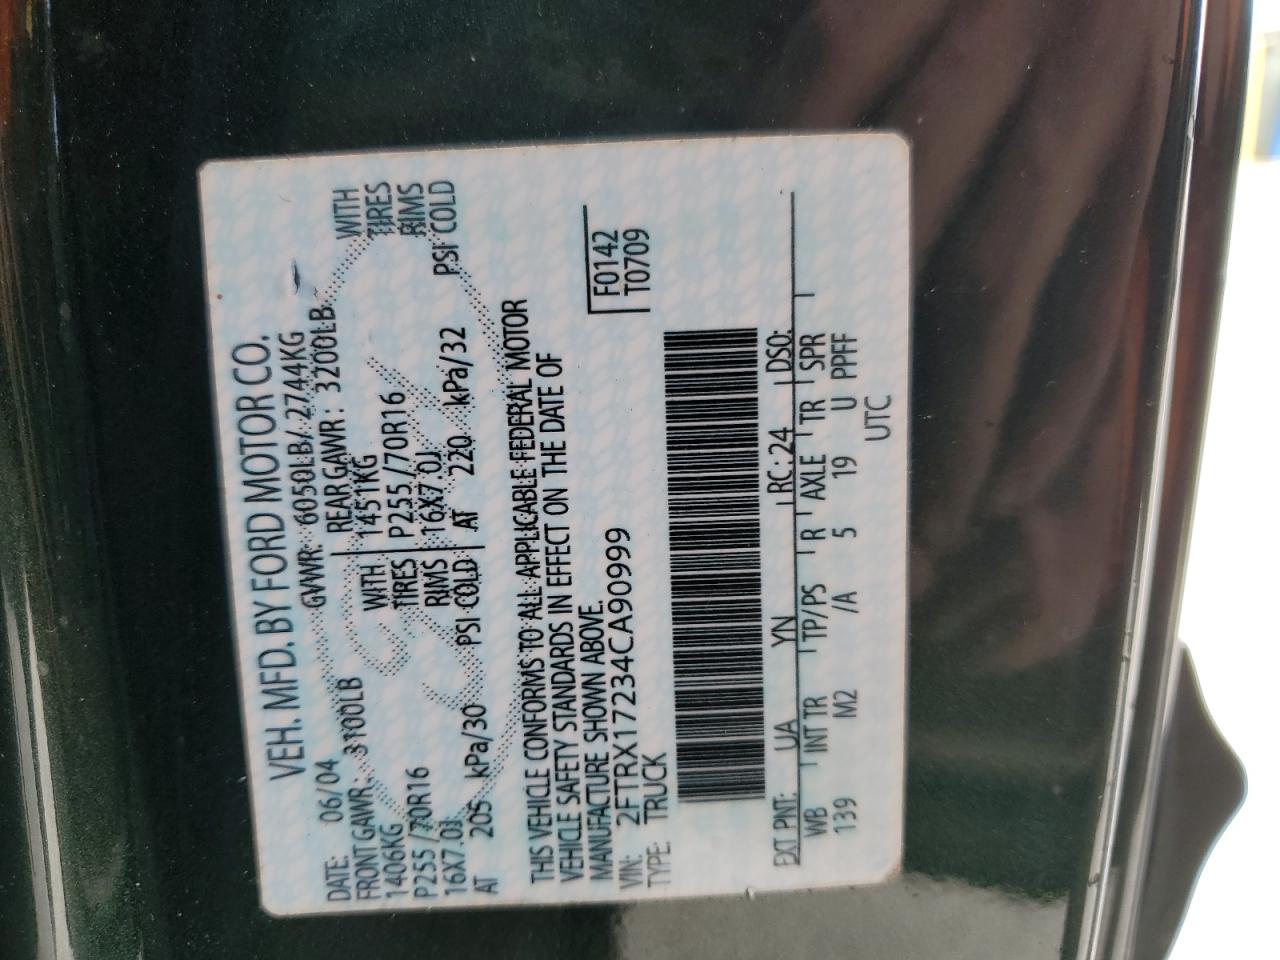 VEH. MFD. BY FORD MOTOR CO.
DATE: 06/04 GVWR: 6050LB/ 2744KG
FRONT GAWR: 3100LB REAR GAWR: 3200LB
1406KG WITH 1451KG WITH
P255/70R16 TIRES P255/70R16 TIRES
16X7.0J RIMS 16X7.0J RIMS
AT 205 kPa/30 PSI COLD AT 220 kPa/32 PSI COLD
THIS VEHICLE CONFORMS TO ALL APPLICABLE FEDERAL MOTOR
VEHICLE SAFETY STANDARDS IN EFFECT ON THE DATE OF
MANUFACTURE SHOWN ABOVE.
VIN: 2FTRX17234CA90999
TYPE: TRUCK
F0142
T0709
EXT PNT: UA YN RC: 24 DSO:
WB INT TR TP/PS R AXLE TR SPR
139 M2 /A 5 19 U PPFF
UTC